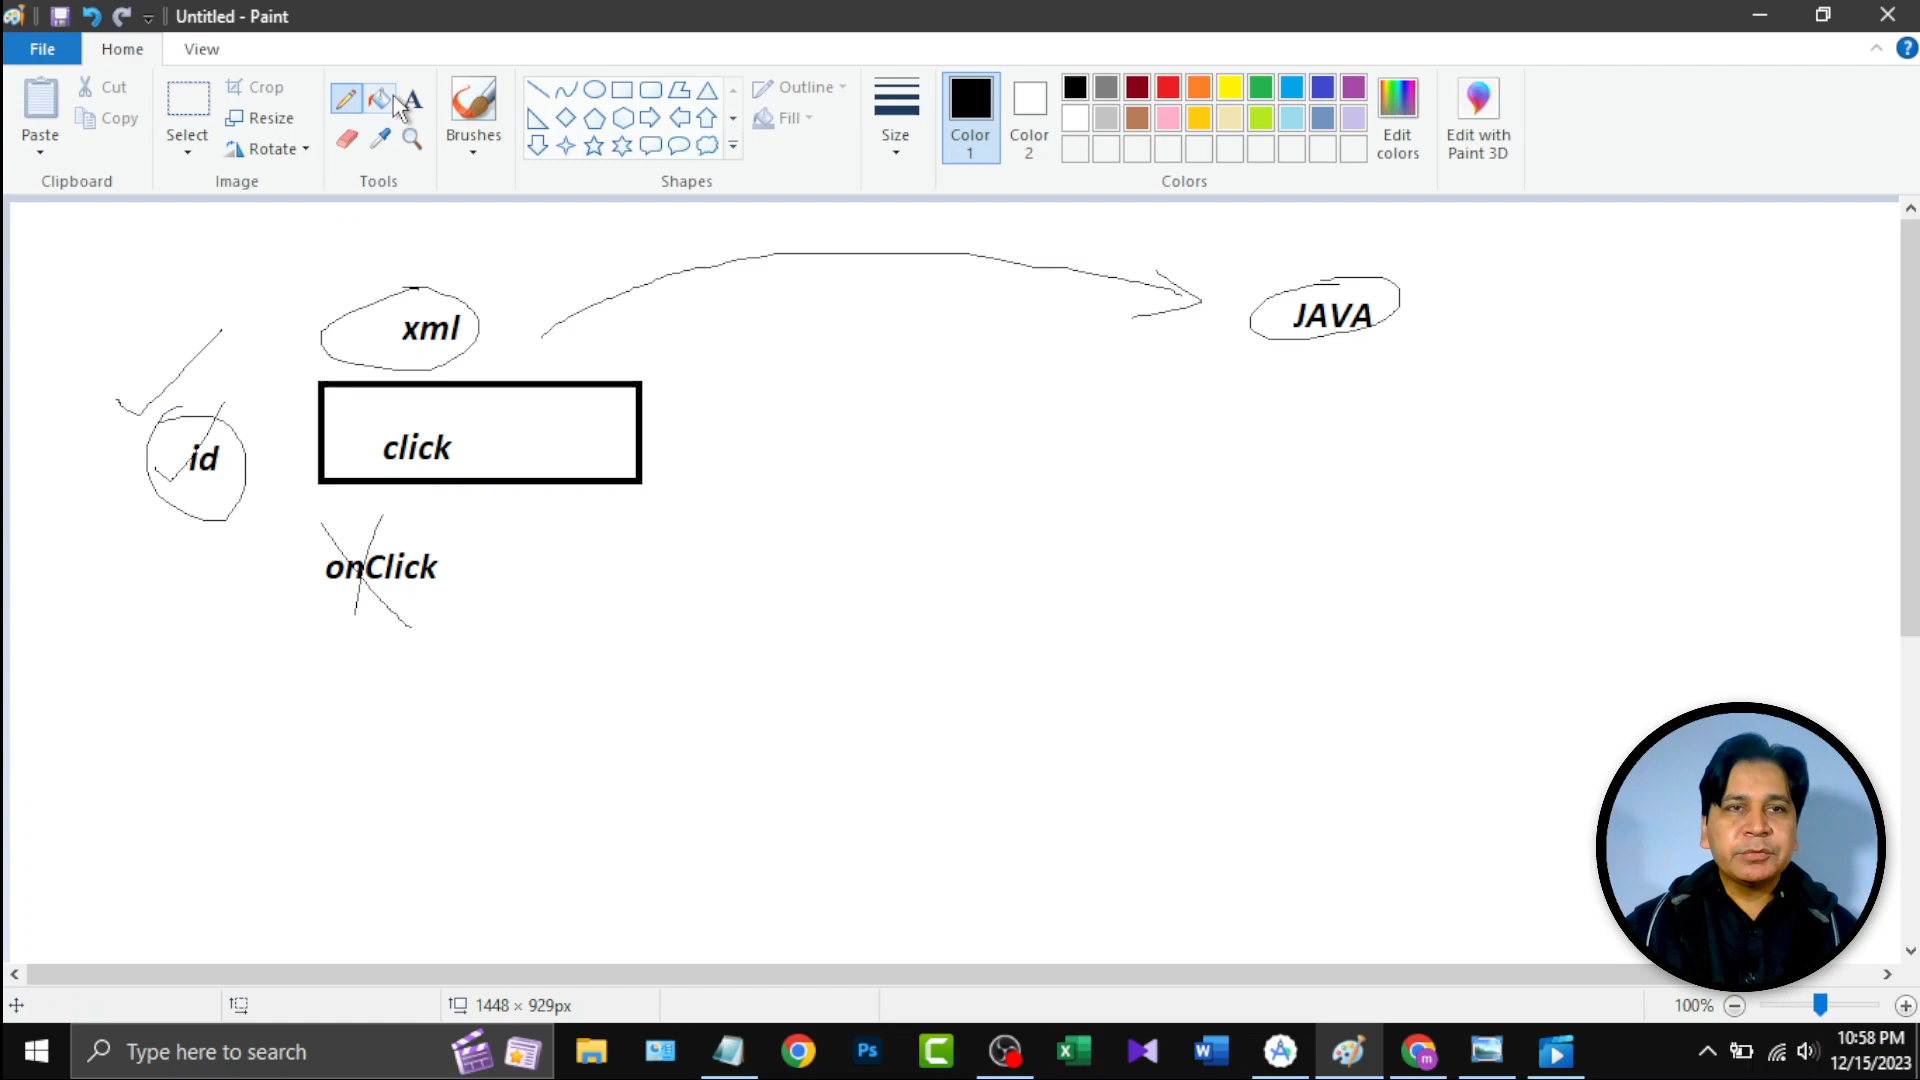 Untitled - Paint
File
Home
View
Paste
Cut
Copy
Clipboard
Select
Crop
Resize
Rotate
Image
Tools
Brushes
Shapes
Outline
Fill
Size
Color 1
Color 2
Edit colors
Colors
Edit with Paint 3D
xml
JAVA
id
click
onClick
1448 × 929px
100%
Type here to search
Ps
10:58 PM
12/15/2023